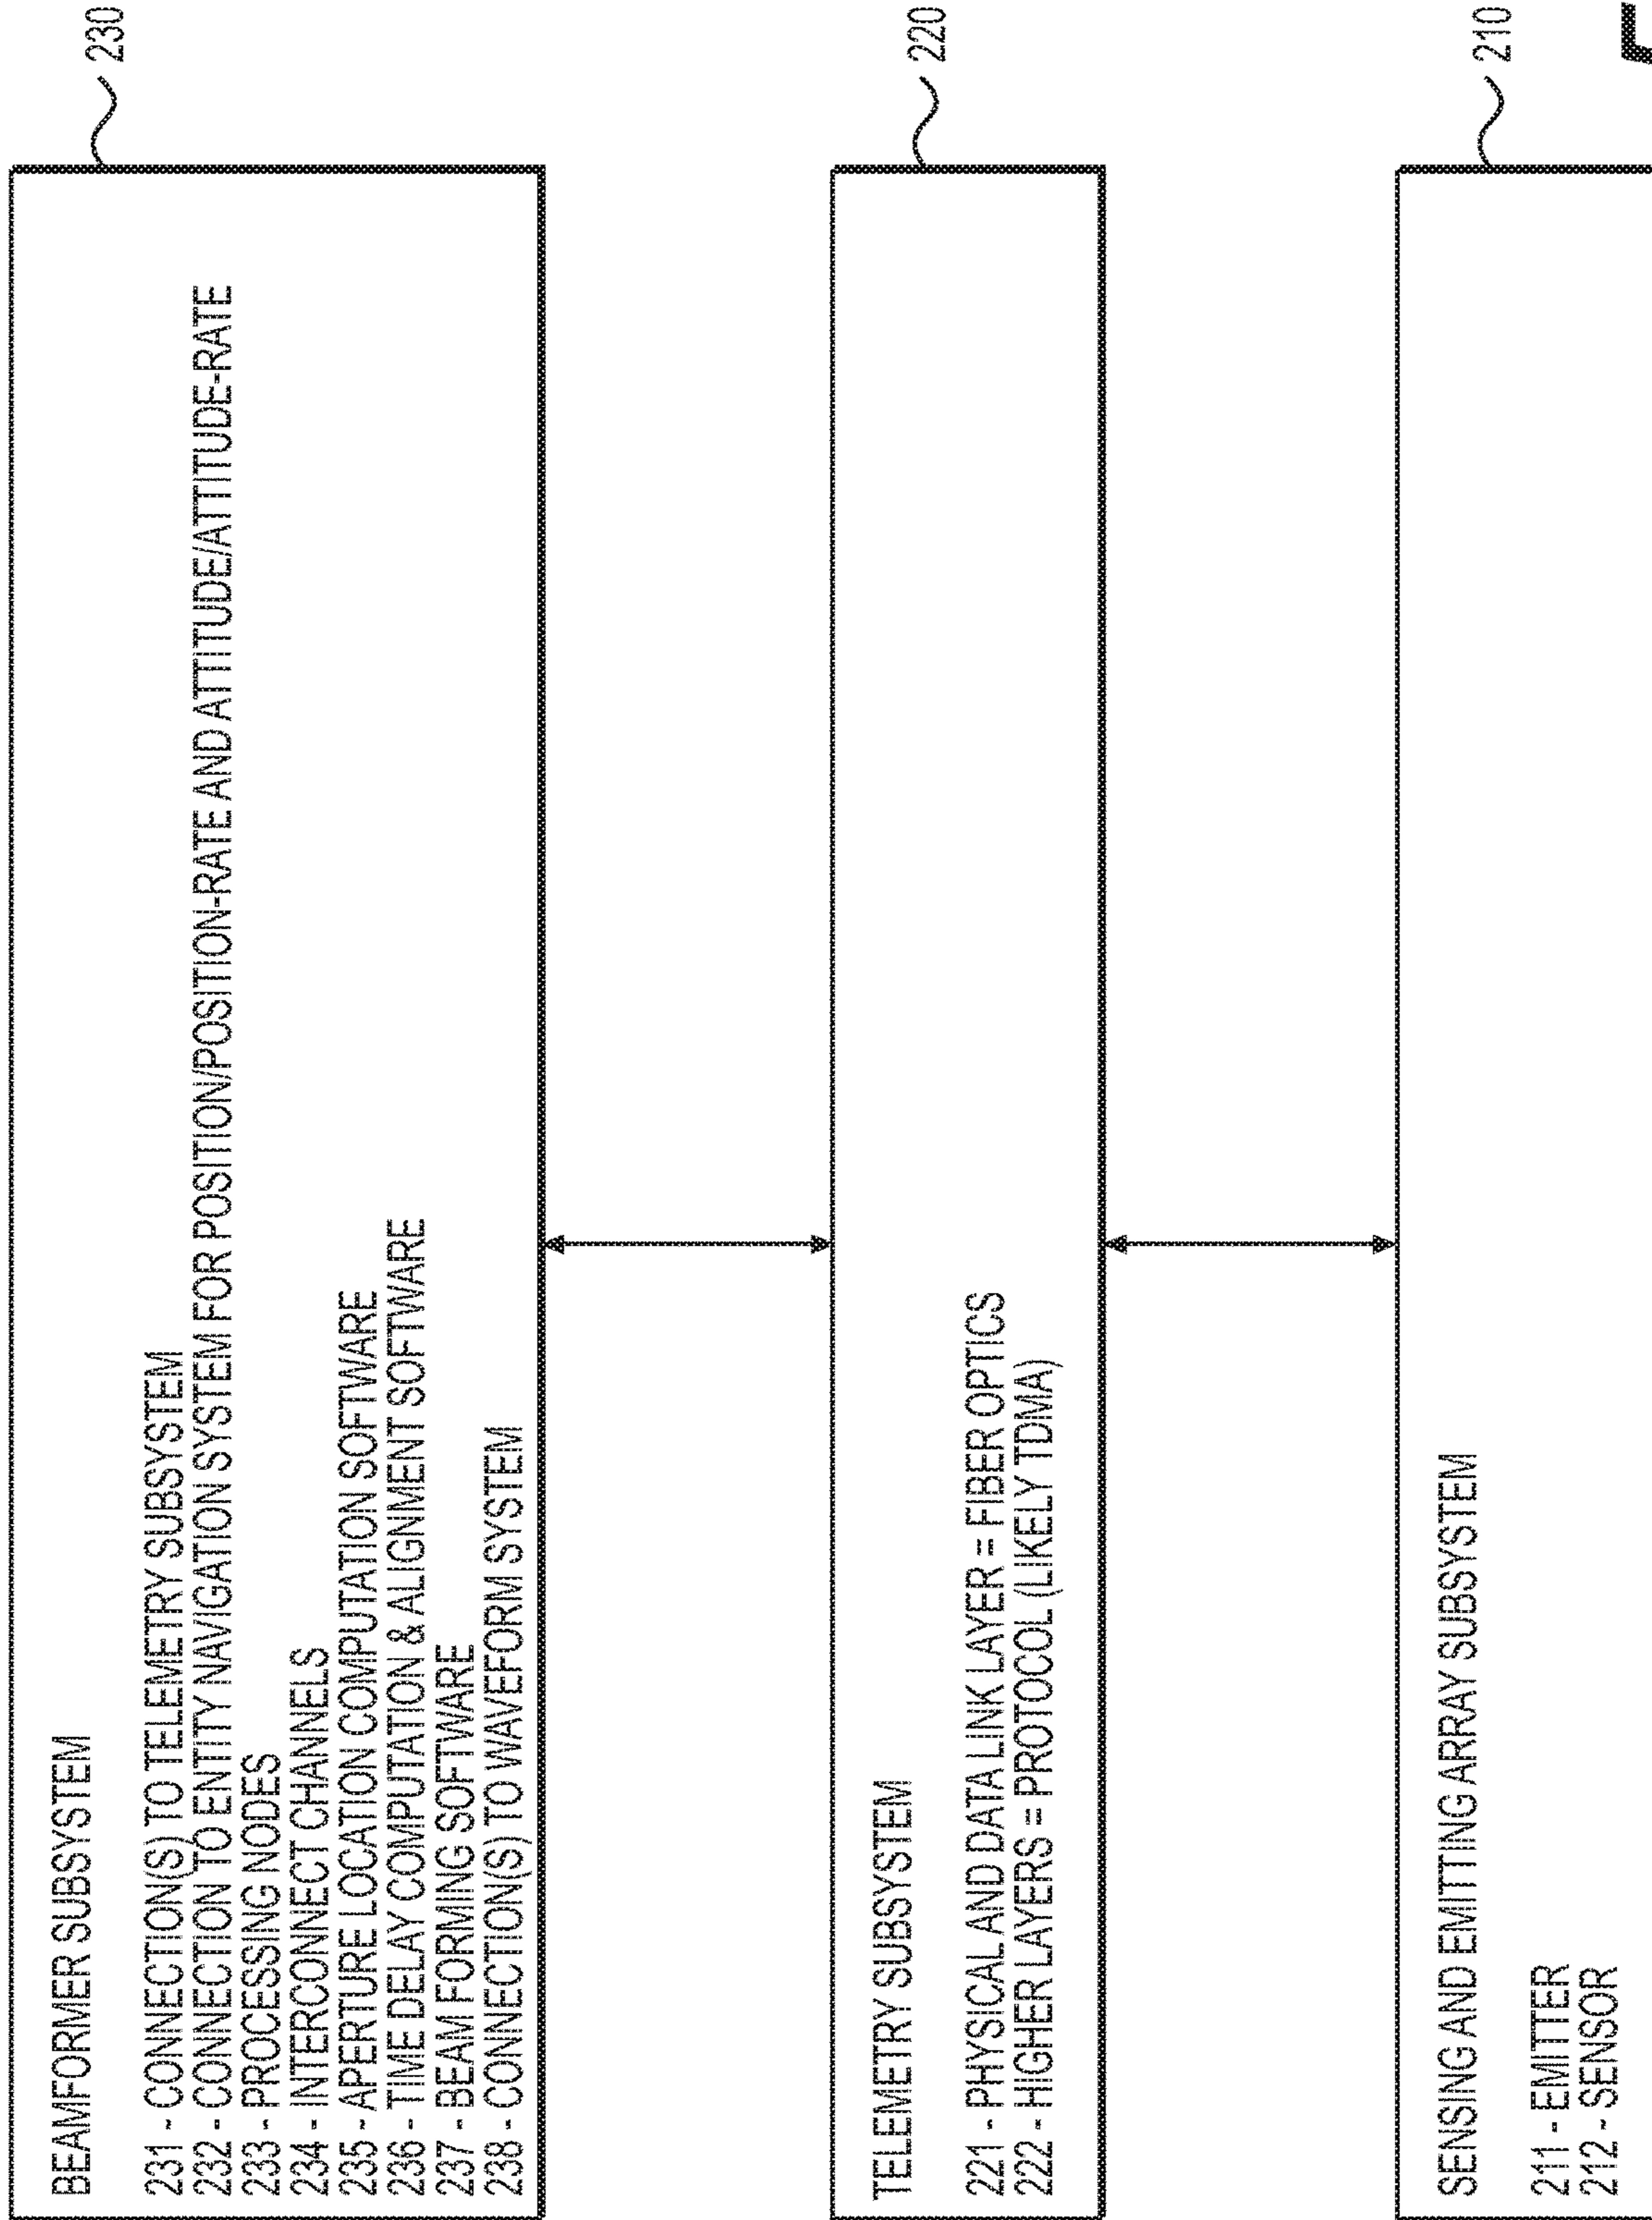 230
BEAMFORMER SUBSYSTEM
231 - CONNECTION(S) TO TELEMETRY SUBSYSTEM
232 - CONNECTION TO ENTITY NAVIGATION SYSTEM FOR POSITION/POSITION-RATE AND ATTITUDE/ATTITUDE-RATE
233 - PROCESSING NODES
234 - INTERCONNECT CHANNELS
235 - APERTURE LOCATION COMPUTATION SOFTWARE
236 - TIME DELAY COMPUTATION & ALIGNMENT SOFTWARE
237 - BEAM FORMING SOFTWARE
238 - CONNECTION(S) TO WAVEFORM SYSTEM
220
TELEMETRY SUBSYSTEM
221 - PHYSICAL AND DATA LINK LAYER = FIBER OPTICS
222 - HIGHER LAYERS = PROTOCOL (LIKELY TDMA)
210
SENSING AND EMITTING ARRAY SUBSYSTEM
211 - EMITTER
212 - SENSOR